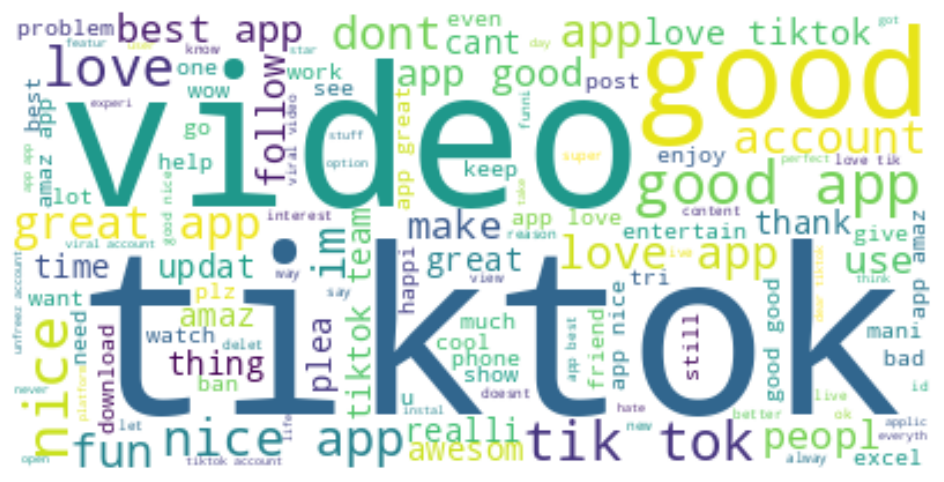 problem
best app
dont
even
cant
app
love tiktok
got
featur
user
know
star
good
love
one
wow
follow
work
see
app good
post
day
best
experi
video
viral video
stuff
option
app great
funni
super
account
amaz app
go
help
keep
enjoy
perfect
love tik
app app
lot
good nice
take
good app
great app
interest
make
app love
content
thank
viral account
im
reason
entertain
give
app amaz
time
updat
way
tiktok team
happi
great
view
love app
ive
tri
use
think
unfreez account
want
plz
say
tiktok
dear tiktok
need
amaz
much
friend
app nice
still
good good
mani
nice
download
watch
delet
plea
cool
app best
platform
thing
phone
bad
never
ban
show
id
u
doesnt
live
let
life
instal
hate
better
ok
applic
fun
nice app
realli
new
tik tok
peopl
everyth
open
tiktok account
awesom
alway
excel